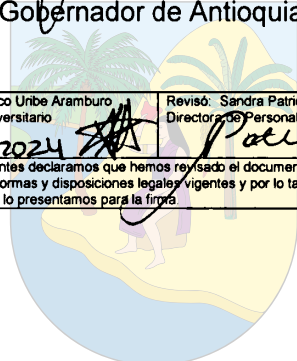 Gobernador de Antioquia
co Uribe Aramburo
versitario
2024
Revisó: Sandra Patri
Directora de Personal
ntes declaramos que hemos revisado el documen
ormas y disposiciones legales vigentes y por lo ta
lo presentamos para la firma.